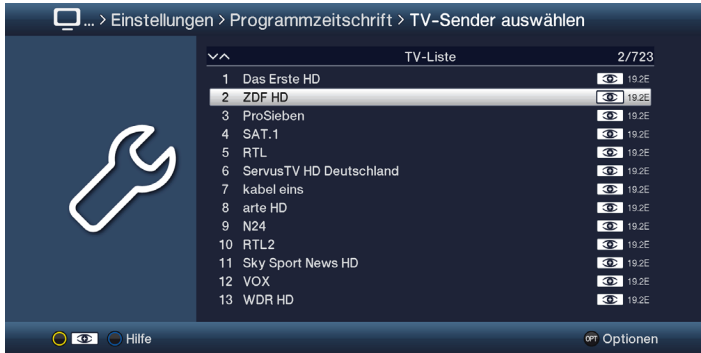 ... > Einstellungen > Programmzeitschrift > TV-Sender auswählen
TV-Liste 2/723
1 Das Erste HD 19.2E
2 ZDF HD 19.2E
3 ProSieben 19.2E
4 SAT.1 19.2E
5 RTL 19.2E
6 ServusTV HD Deutschland 19.2E
7 kabel eins 19.2E
8 arte HD 19.2E
9 N24 19.2E
10 RTL2 19.2E
11 Sky Sport News HD 19.2E
12 VOX 19.2E
13 WDR HD 19.2E
Hilfe OPT Optionen